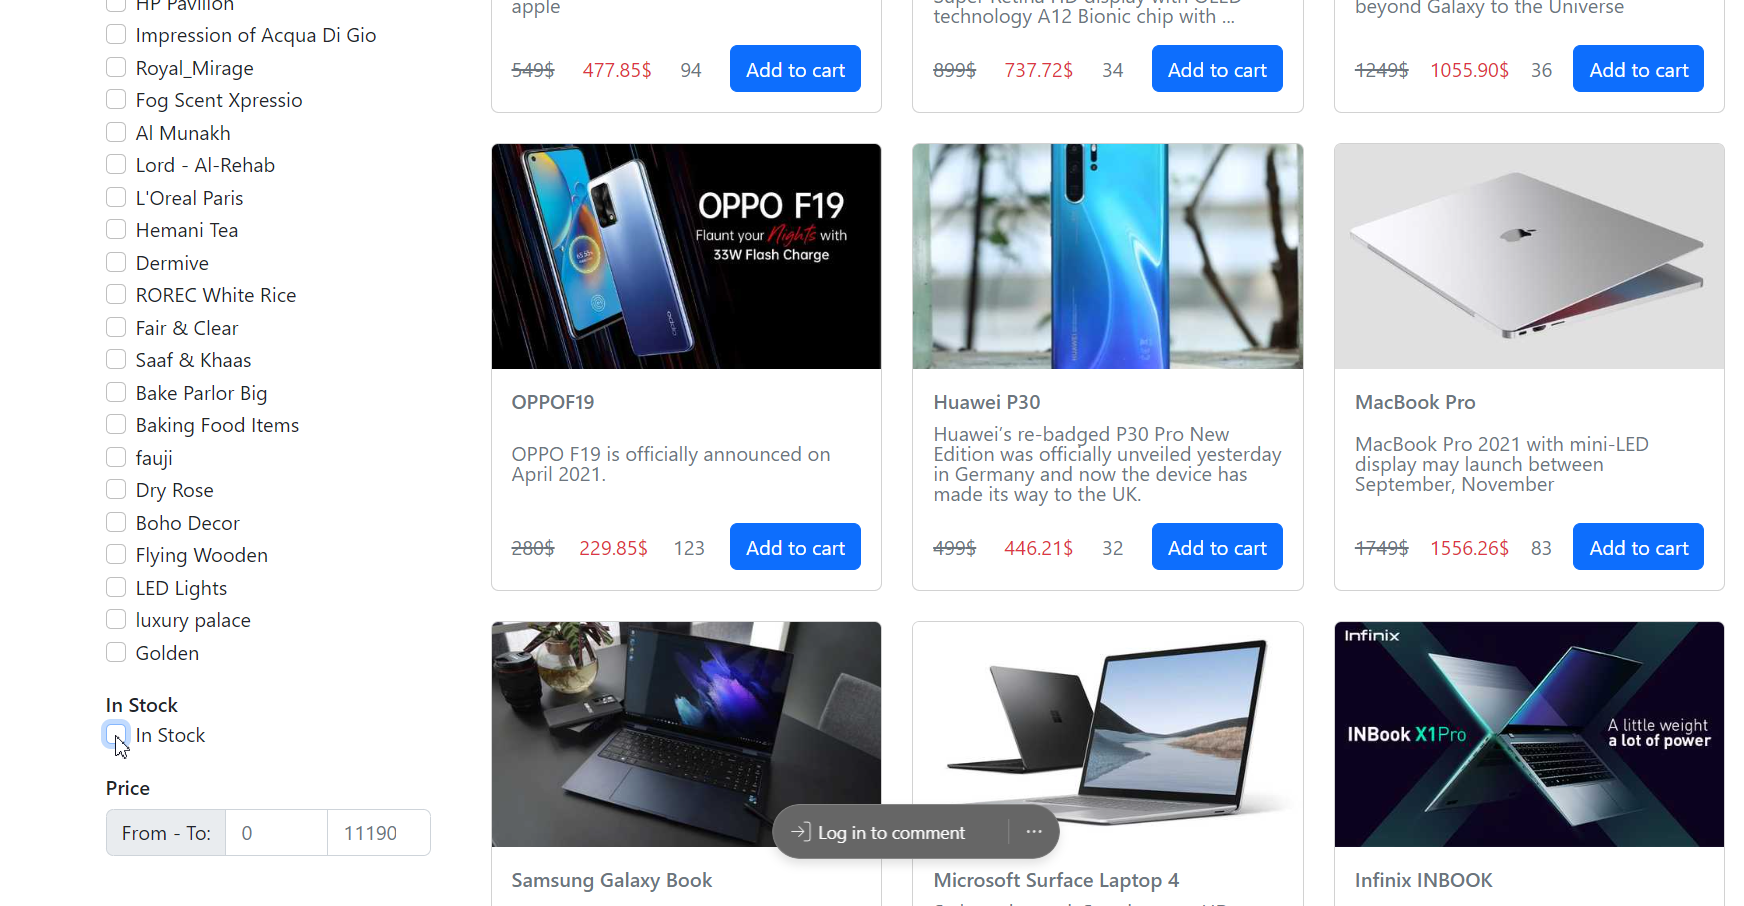 HP Pavilion
Impression of Acqua Di Gio
Royal_Mirage
Fog Scent Xpressio
Al Munakh
Lord - Al-Rehab
L'Oreal Paris
Hemani Tea
Dermive
ROREC White Rice
Fair & Clear
Saaf & Khaas
Bake Parlor Big
Baking Food Items
fauji
Dry Rose
Boho Decor
Flying Wooden
LED Lights
luxury palace
Golden
In Stock
In Stock
Price
From - To: 0 11190
apple
549$ 477.85$ 94 Add to cart
Super Retina HD display with OLED
technology A12 Bionic chip with ...
899$ 737.72$ 34 Add to cart
beyond Galaxy to the Universe
1249$ 1055.90$ 36 Add to cart
OPPO F19
Flaunt your Nights with
33W Flash Charge
oppo
OPPOF19
OPPO F19 is officially announced on
April 2021.
280$ 229.85$ 123 Add to cart
Huawei P30
Huawei’s re-badged P30 Pro New
Edition was officially unveiled yesterday
in Germany and now the device has
made its way to the UK.
499$ 446.21$ 32 Add to cart
MacBook Pro
MacBook Pro 2021 with mini-LED
display may launch between
September, November
1749$ 1556.26$ 83 Add to cart
Samsung Galaxy Book
Microsoft Surface Laptop 4
Infinix
INBook X1Pro
A little weight
a lot of power
Infinix INBOOK
Log in to comment